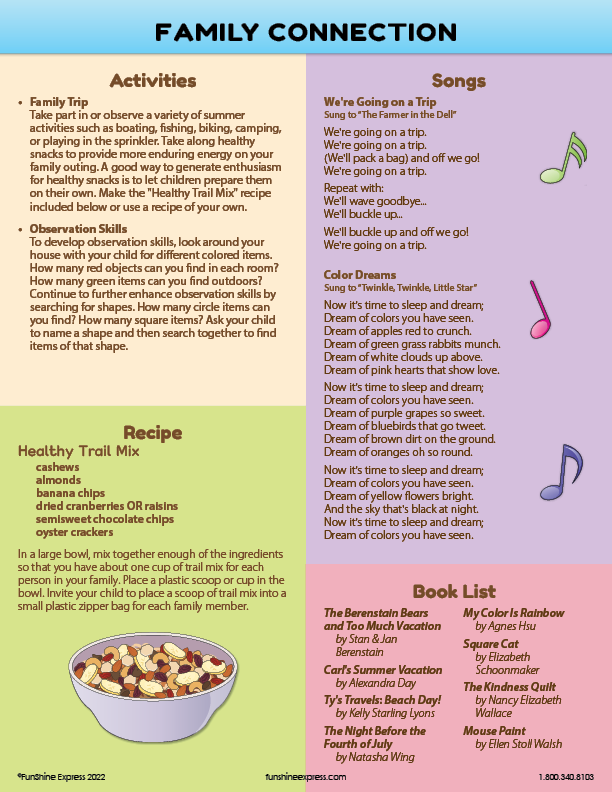 FAMILY CONNECTION
Activities
• Family Trip
Take part in or observe a variety of summer
activities such as boating, fishing, biking, camping,
or playing in the sprinkler. Take along healthy
snacks to provide more enduring energy on your
family outing. A good way to generate enthusiasm
for healthy snacks is to let children prepare them
on their own. Make the "Healthy Trail Mix" recipe
included below or use a recipe of your own.
• Observation Skills
To develop observation skills, look around your
house with your child for different colored items.
How many red objects can you find in each room?
How many green items can you find outdoors?
Continue to further enhance observation skills by
searching for shapes. How many circle items can
you find? How many square items? Ask your child
to name a shape and then search together to find
items of that shape.
Recipe
Healthy Trail Mix
cashews
almonds
banana chips
dried cranberries OR raisins
semisweet chocolate chips
oyster crackers
In a large bowl, mix together enough of the ingredients
so that you have about one cup of trail mix for each
person in your family. Place a plastic scoop or cup in the
bowl. Invite your child to place a scoop of trail mix into a
small plastic zipper bag for each family member.
Songs
We're Going on a Trip
Sung to "The Farmer in the Dell"
We're going on a trip.
We're going on a trip.
(We'll pack a bag) and off we go!
We're going on a trip.
Repeat with:
We'll wave goodbye...
We'll buckle up...
We'll buckle up and off we go!
We're going on a trip.
Color Dreams
Sung to "Twinkle, Twinkle, Little Star"
Now it's time to sleep and dream;
Dream of colors you have seen.
Dream of apples red to crunch.
Dream of green grass rabbits munch.
Dream of white clouds up above.
Dream of pink hearts that show love.
Now it's time to sleep and dream;
Dream of colors you have seen.
Dream of purple grapes so sweet.
Dream of bluebirds that go tweet.
Dream of brown dirt on the ground.
Dream of oranges oh so round.
Now it's time to sleep and dream;
Dream of colors you have seen.
Dream of yellow flowers bright.
And the sky that's black at night.
Now it's time to sleep and dream;
Dream of colors you have seen.
Book List
The Berenstain Bears
and Too Much Vacation
by Stan & Jan
Berenstain
Carl's Summer Vacation
by Alexandra Day
Ty's Travels: Beach Day!
by Kelly Starling Lyons
The Night Before the
Fourth of July
by Natasha Wing
My Color Is Rainbow
by Agnes Hsu
Square Cat
by Elizabeth
Schoonmaker
The Kindness Quilt
by Nancy Elizabeth
Wallace
Mouse Paint
by Ellen Stoll Walsh
©FunShine Express 2022
funshineexpress.com
1.800.340.8103